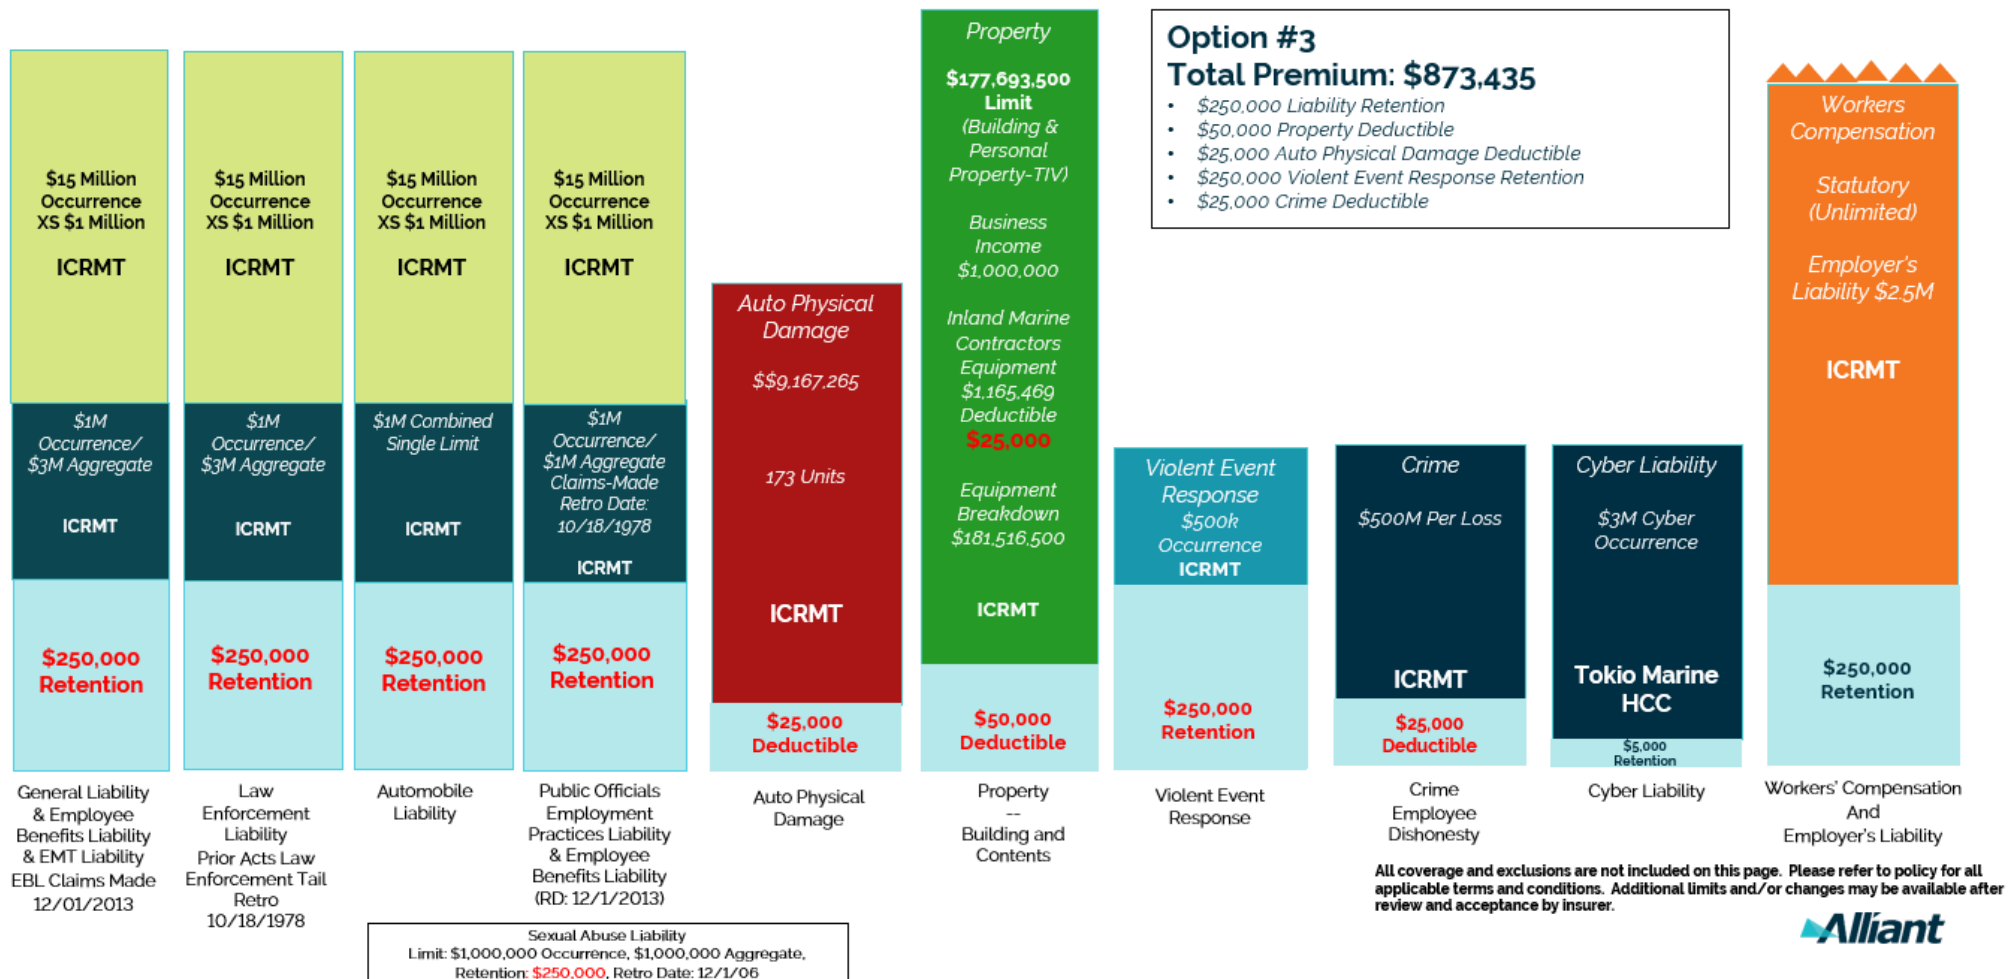 $15 Million
Occurrence
XS $1 Million
ICRMT
$1M
Occurrence/
$3M Aggregate
ICRMT
$250,000
Retention
General Liability
& Employee
Benefits Liability
& EMT Liability
EBL Claims Made
12/01/2013
$15 Million
Occurrence
XS $1 Million
ICRMT
$1M
Occurrence/
$3M Aggregate
ICRMT
$250,000
Retention
Law
Enforcement
Liability
Prior Acts Law
Enforcement Tail
Retro
10/18/1978
$15 Million
Occurrence
XS $1 Million
ICRMT
$1M Combined
Single Limit
ICRMT
$250,000
Retention
Automobile
Liability
$15 Million
Occurrence
XS $1 Million
ICRMT
$1M
Occurrence/
$1M Aggregate
Claims-Made
Retro Date:
10/18/1978
ICRMT
$250,000
Retention
Public Officials
Employment
Practices Liability
& Employee
Benefits Liability
(RD: 12/1/2013)
Sexual Abuse Liability
Limit: $1,000,000 Occurrence, $1,000,000 Aggregate,
Retention: $250,000, Retro Date: 12/1/06
Auto Physical
Damage
$$9,167,265
173 Units
ICRMT
$25,000
Deductible
Auto Physical
Damage
Property
$177,693,500
Limit
(Building &
Personal
Property-TIV)
Business
Income
$1,000,000
Inland Marine
Contractors
Equipment
$1,165,469
Deductible
$25,000
Equipment
Breakdown
$181,516,500
ICRMT
$50,000
Deductible
Property
--
Building and
Contents
Option #3
Total Premium: $873,435
• $250,000 Liability Retention
• $50,000 Property Deductible
• $25,000 Auto Physical Damage Deductible
• $250,000 Violent Event Response Retention
• $25,000 Crime Deductible
Violent Event
Response
$500k
Occurrence
ICRMT
$250,000
Retention
Violent Event
Response
Crime
$500M Per Loss
ICRMT
$25,000
Deductible
Crime
Employee
Dishonesty
Cyber Liability
$3M Cyber
Occurrence
Tokio Marine
HCC
$5,000
Retention
Cyber Liability
Workers
Compensation
Statutory
(Unlimited)
Employer's
Liability $2.5M
ICRMT
$250,000
Retention
Workers' Compensation
And
Employer's Liability
All coverage and exclusions are not included on this page. Please refer to policy for all
applicable terms and conditions. Additional limits and/or changes may be available after
review and acceptance by insurer.
Alliant